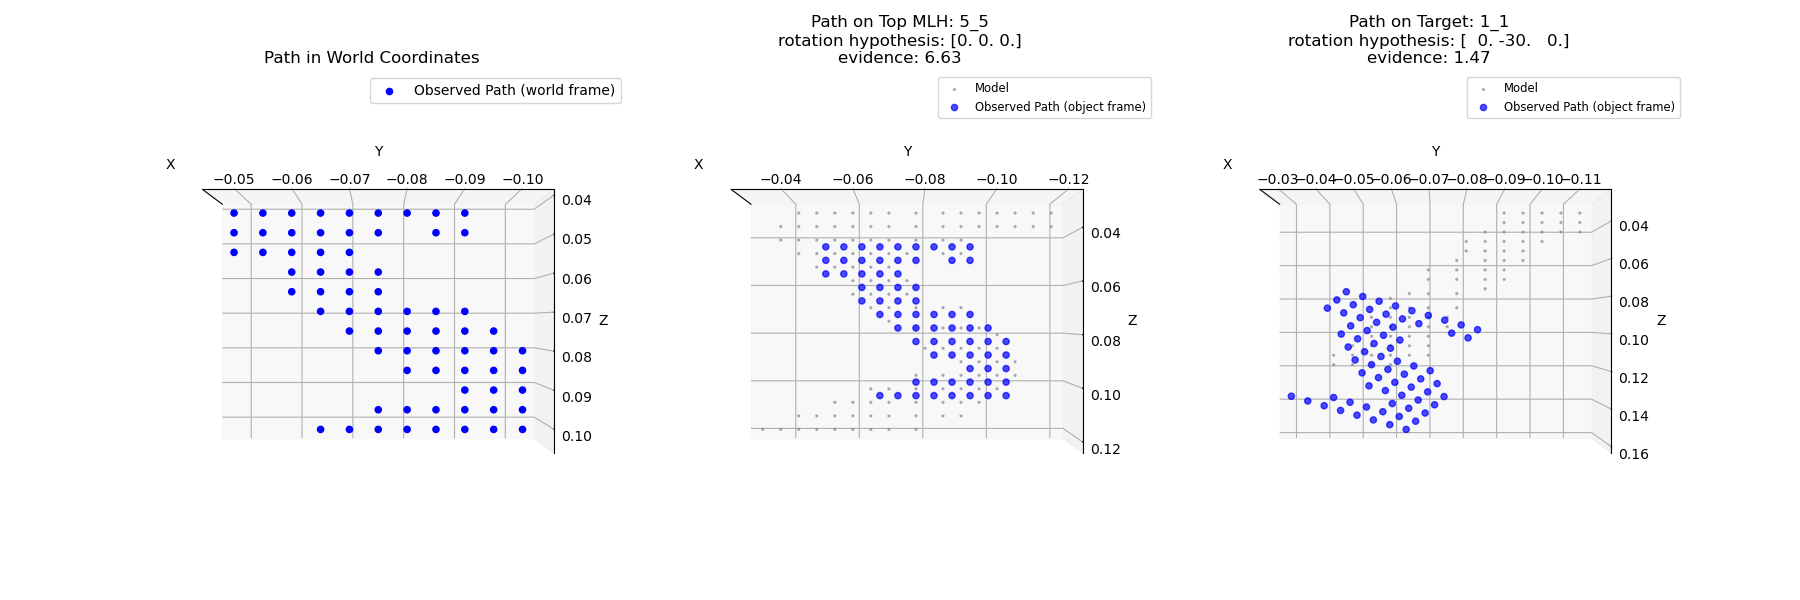 Path in World Coordinates
Observed Path (world frame)
X
Y
−0.05 −0.06 −0.07 −0.08 −0.09 −0.10
0.04
0.05
0.06
0.07
0.08
0.09
0.10
Z
Path on Top MLH: 5_5
rotation hypothesis: [0. 0. 0.]
evidence: 6.63
Model
Observed Path (object frame)
X
Y
−0.04 −0.06 −0.08 −0.10 −0.12
0.04
0.06
0.08
0.10
0.12
Z
Path on Target: 1_1
rotation hypothesis: [  0. -30.   0.]
evidence: 1.47
Model
Observed Path (object frame)
X
Y
−0.03 −0.04 −0.05 −0.06 −0.07 −0.08 −0.09 −0.10 −0.11
0.04
0.06
0.08
0.10
0.12
0.14
0.16
Z